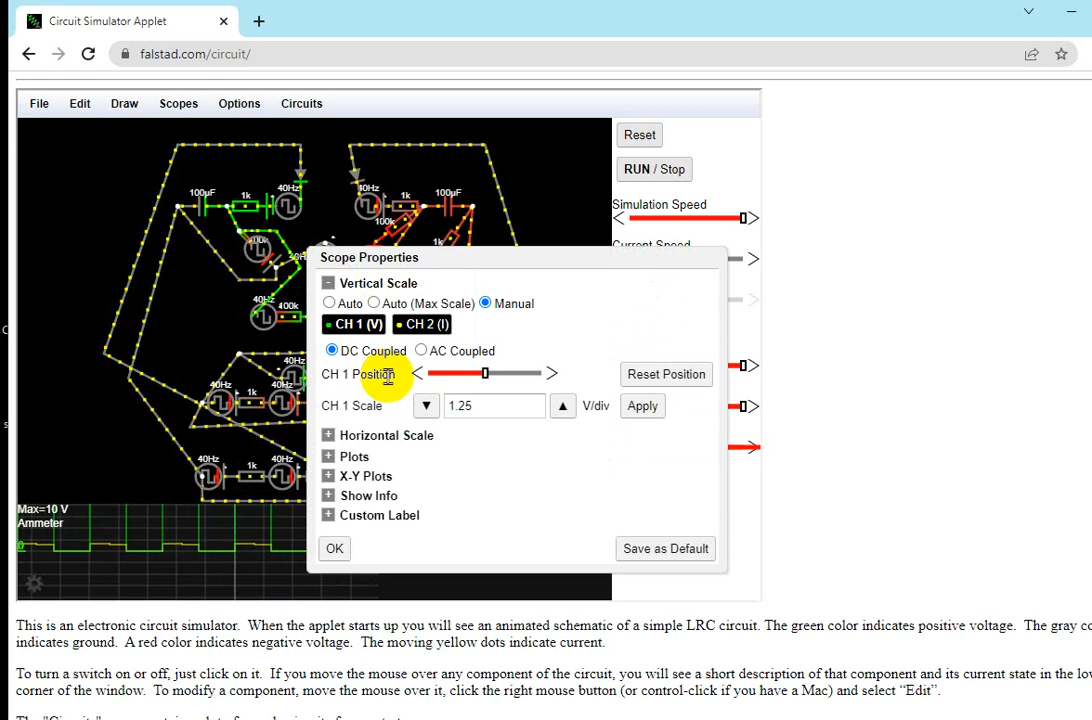 Circuit Simulator Applet
falstad.com/circuit/
File Edit Draw Scopes Options Circuits
Reset
RUN / Stop
Simulation Speed
Current Speed
100µF 1k 40Hz 40Hz 1k 100µF
100k
1k
40Hz 400k
40Hz
40Hz 1k
40Hz 1k 40Hz
Max=10 V
Ammeter
0
Scope Properties
Vertical Scale
Auto Auto (Max Scale) Manual
CH 1 (V) CH 2 (I)
DC Coupled AC Coupled
CH 1 Position Reset Position
CH 1 Scale 1.25 V/div Apply
Horizontal Scale
Plots
X-Y Plots
Show Info
Custom Label
OK Save as Default
This is an electronic circuit simulator. When the applet starts up you will see an animated schematic of a simple LRC circuit. The green color indicates positive voltage. The gray
indicates ground. A red color indicates negative voltage. The moving yellow dots indicate current.
To turn a switch on or off, just click on it. If you move the mouse over any component of the circuit, you will see a short description of that component and its current state in the
corner of the window. To modify a component, move the mouse over it, click the right mouse button (or control-click if you have a Mac) and select “Edit”.